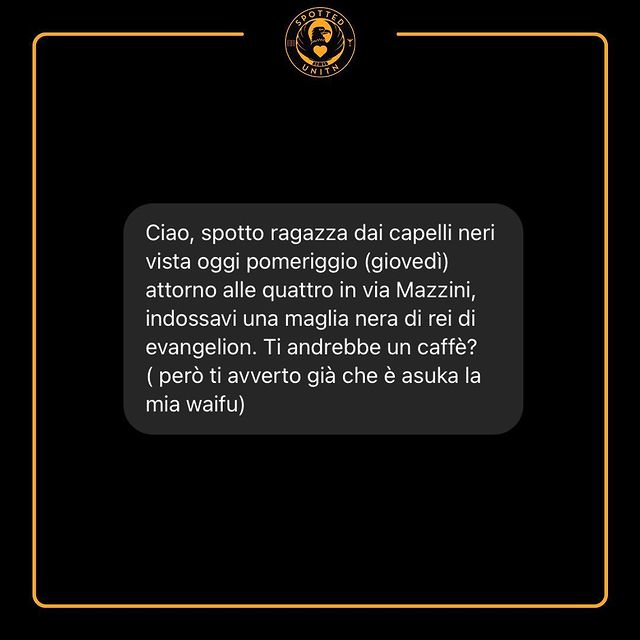 SPOTTED
UNITN
Ciao, spotto ragazza dai capelli neri
vista oggi pomeriggio (giovedì)
attorno alle quattro in via Mazzini,
indossavi una maglia nera di rei di
evangelion. Ti andrebbe un caffè?
( però ti avverto già che è asuka la
mia waifu)